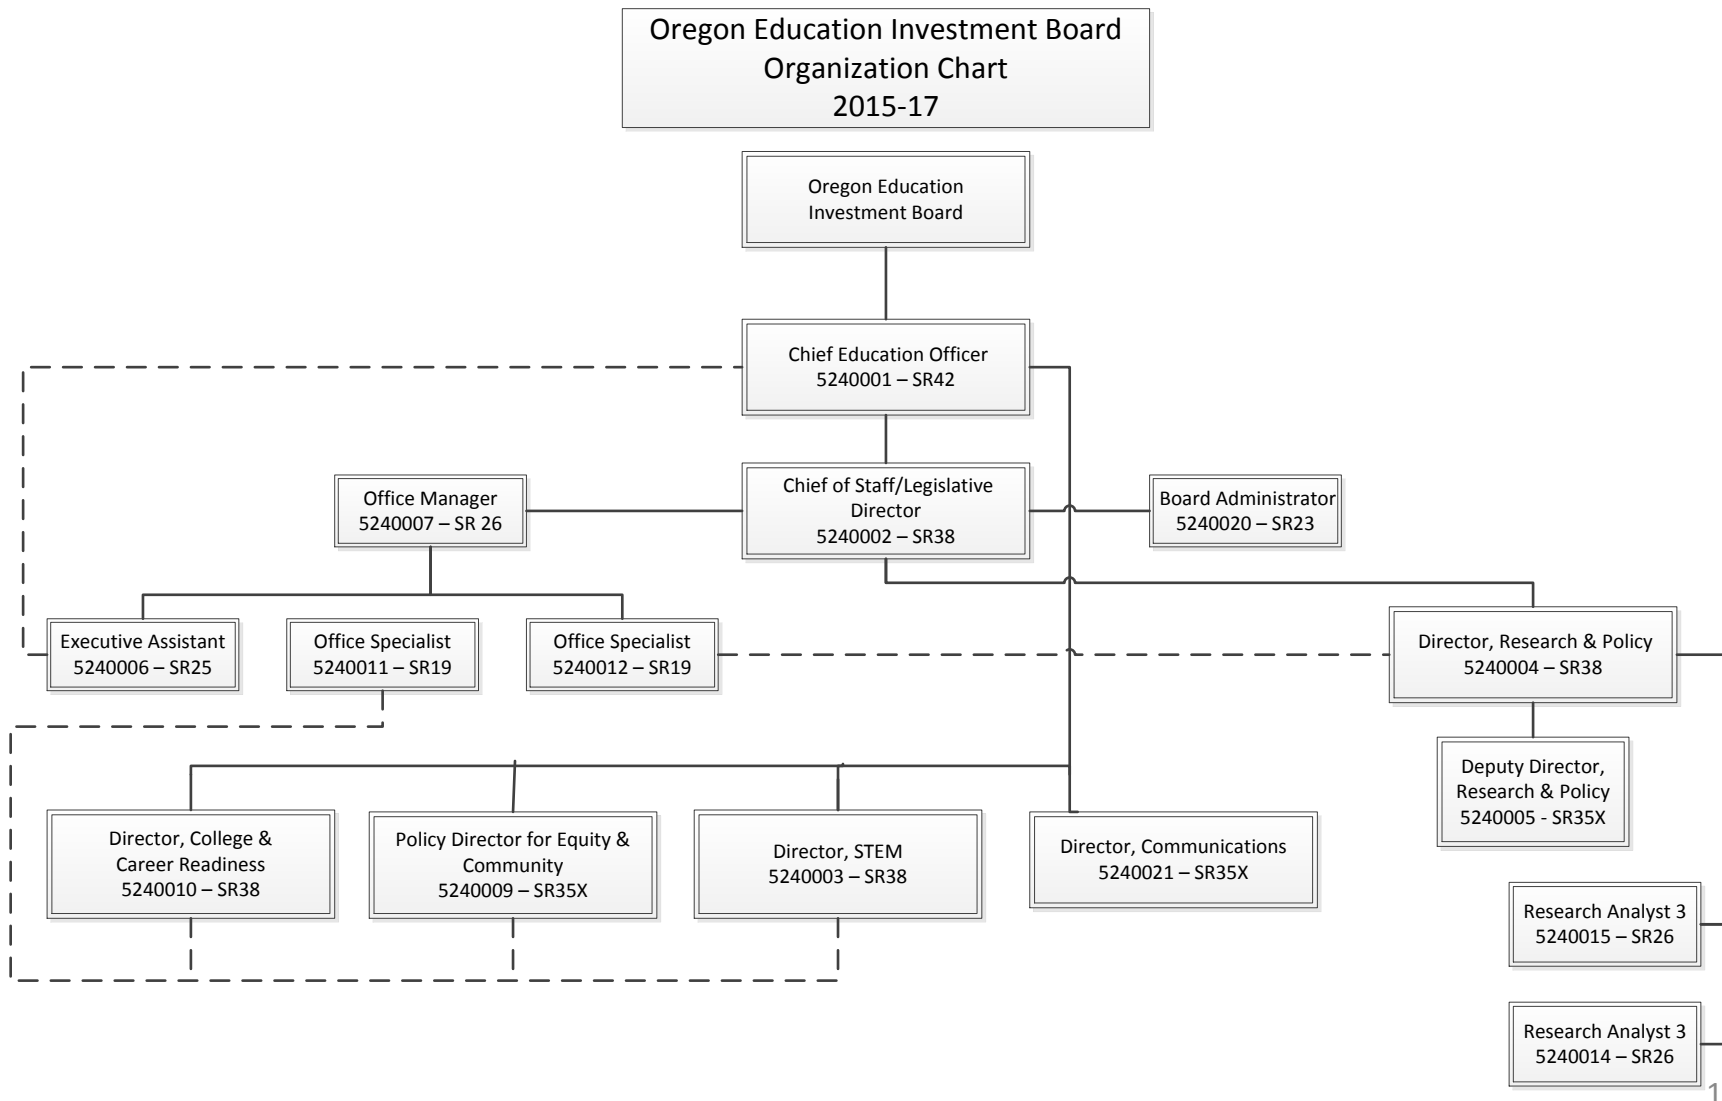 Oregon Education Investment Board
Organization Chart
2015-17
Oregon Education
Investment Board
Chief Education Officer
5240001 – SR42
Office Manager
5240007 – SR 26
Chief of Staff/Legislative
Director
5240002 – SR38
Board Administrator
5240020 – SR23
Executive Assistant
5240006 – SR25
Office Specialist
5240011 – SR19
Office Specialist
5240012 – SR19
Director, Research & Policy
5240004 – SR38
Deputy Director,
Research & Policy
5240005 - SR35X
Director, College &
Career Readiness
5240010 – SR38
Policy Director for Equity &
Community
5240009 – SR35X
Director, STEM
5240003 – SR38
Director, Communications
5240021 – SR35X
Research Analyst 3
5240015 – SR26
Research Analyst 3
5240014 – SR26
1